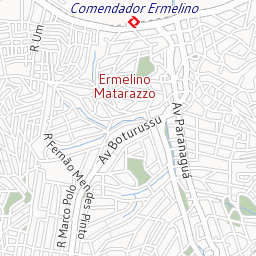 Comendador Ermelino
R Um
Ermelino
Matarazzo
Av Paranaguá
Av Boturussu
R Fernão Mendes Pinto
R Marco Polo